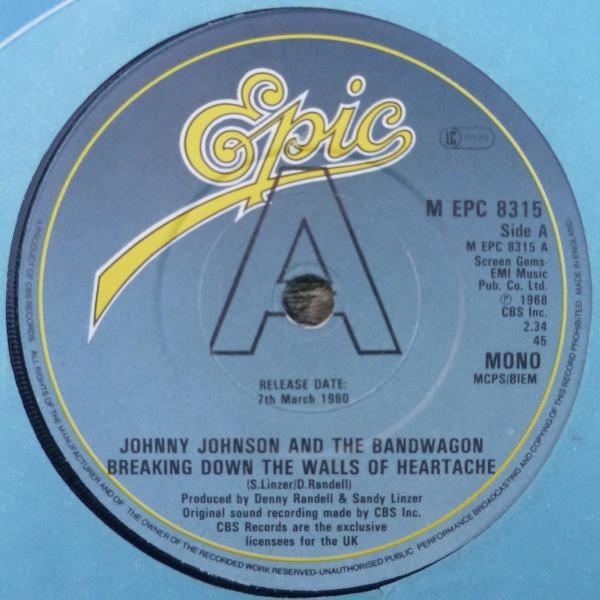 Epic
LC 0199
A
M EPC 8315
Side A
M EPC 8315 A
Screen Gems-
EMI Music
Pub. Co. Ltd.
℗ 1968
CBS Inc.
2.34
45
MONO
MCPS/BIEM
RELEASE DATE:
7th March 1980
JOHNNY JOHNSON AND THE BANDWAGON
BREAKING DOWN THE WALLS OF HEARTACHE
(S.Linzer/D.Randell)
Produced by Denny Randell & Sandy Linzer
Original sound recording made by CBS Inc.
CBS Records are the exclusive
licensees for the UK
A PRODUCT OF CBS RECORDS ALL RIGHTS OF THE MANUFACTURER AND OF THE OWNER OF THE RECORDED WORK RESERVED-UNAUTHORISED PUBLIC PERFORMANCE BROADCASTING AND COPYING OF THIS RECORD PROHIBITED MADE IN ENGLAND